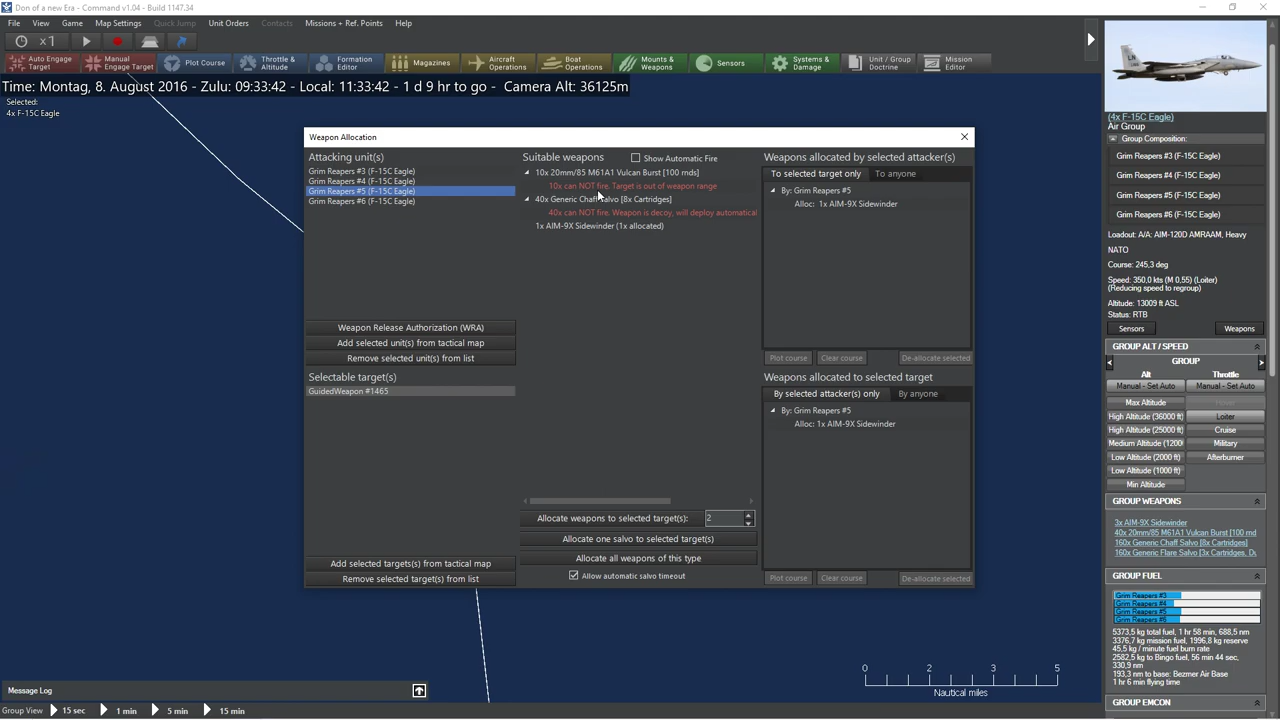 Don of a new Era - Command v1.04 - Build 1147.34
File View Game Map Settings Quick Jump Unit Orders Contacts Missions + Ref. Points Help
x1
Auto Engage Target
Manual Engage Target
Plot Course
Throttle & Altitude
Formation Editor
Magazines
Aircraft Operations
Boat Operations
Mounts & Weapons
Sensors
Systems & Damage
Unit / Group Doctrine
Mission Editor
Time: Montag, 8. August 2016 - Zulu: 09:33:42 - Local: 11:33:42 - 1 d 9 hr to go - Camera Alt: 36125m
Selected:
4x F-15C Eagle
Weapon Allocation
Attacking unit(s)
Grim Reapers #3 (F-15C Eagle)
Grim Reapers #4 (F-15C Eagle)
Grim Reapers #5 (F-15C Eagle)
Grim Reapers #6 (F-15C Eagle)
Weapon Release Authorization (WRA)
Add selected unit(s) from tactical map
Remove selected unit(s) from list
Selectable target(s)
GuidedWeapon #1465
Add selected targets(s) from tactical map
Remove selected target(s) from list
Suitable weapons
Show Automatic Fire
10x 20mm/85 M61A1 Vulcan Burst [100 rnds]
10x can NOT fire. Target is out of weapon range
40x Generic Chaff Salvo [8x Cartridges]
40x can NOT fire. Weapon is decoy, will deploy automatical
1x AIM-9X Sidewinder (1x allocated)
Allocate weapons to selected target(s): 2
Allocate one salvo to selected target(s)
Allocate all weapons of this type
Allow automatic salvo timeout
Weapons allocated by selected attacker(s)
To selected target only
To anyone
By: Grim Reapers #5
Alloc: 1x AIM-9X Sidewinder
Plot course
Clear course
De-allocate selected
Weapons allocated to selected target
By selected attacker(s) only
By anyone
By: Grim Reapers #5
Alloc: 1x AIM-9X Sidewinder
Plot course
Clear course
De-allocate selected
(4x F-15C Eagle)
Air Group
Group Composition:
Grim Reapers #3 (F-15C Eagle)
Grim Reapers #4 (F-15C Eagle)
Grim Reapers #5 (F-15C Eagle)
Grim Reapers #6 (F-15C Eagle)
Loadout: A/A: AIM-120D AMRAAM, Heavy
NATO
Course: 245,3 deg
Speed: 350,0 kts (M 0,55) (Loiter)
(Reducing speed to regroup)
Altitude: 13009 ft ASL
Status: RTB
Sensors
Weapons
GROUP ALT / SPEED
GROUP
Alt
Throttle
Manual - Set Auto
Manual - Set Auto
Max Altitude
High Altitude (36000 ft)
Loiter
High Altitude (25000 ft)
Cruise
Medium Altitude (1200
Military
Low Altitude (2000 ft)
Afterburner
Low Altitude (1000 ft)
Min Altitude
GROUP WEAPONS
3x AIM-9X Sidewinder
40x 20mm/85 M61A1 Vulcan Burst [100 rnd
160x Generic Chaff Salvo [8x Cartridges]
160x Generic Flare Salvo [3x Cartridges, Du
GROUP FUEL
Grim Reapers #3
Grim Reapers #4
Grim Reapers #5
Grim Reapers #6
5373,5 kg total fuel, 1 hr 58 min, 688,5 nm
3376,7 kg mission fuel, 1996,8 kg reserve
45,5 kg / minute fuel burn rate
2582,5 kg to Bingo fuel, 56 min 44 sec,
330,9 nm
193,3 nm to base: Bezmer Air Base
1 hr 6 min flying time
GROUP EMCON
0 2 3 5
Nautical miles
Message Log
Group View 15 sec 1 min 5 min 15 min